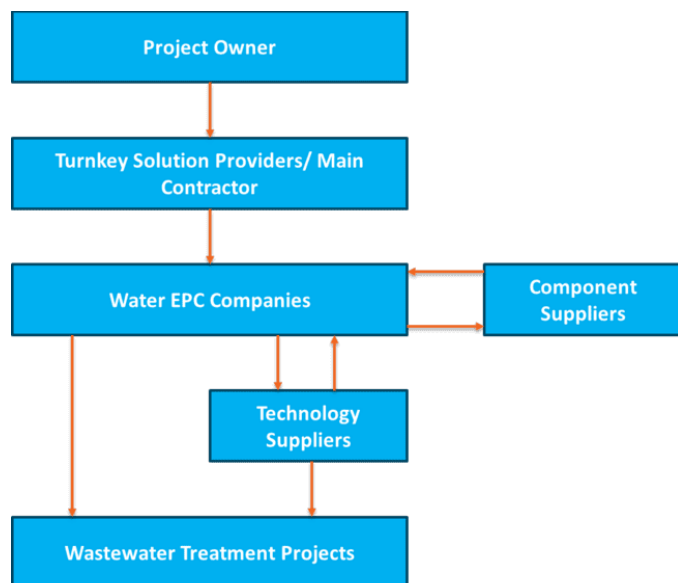 Project Owner
Turnkey Solution Providers/ Main
Contractor
Water EPC Companies
Component
Suppliers
Technology
Suppliers
Wastewater Treatment Projects